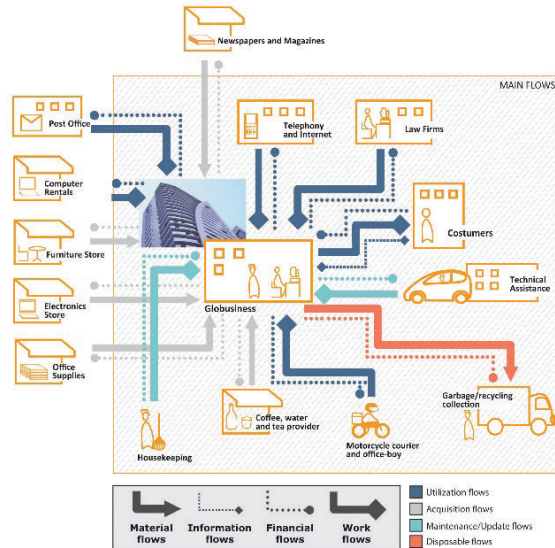 Newspapers and Magazines
MAIN FLOWS
Post Office
Telephony
and Internet
Law Firms
Computer
Rentals
Costumers
Furniture Store
Technical
Assistance
Electronics
Store
Globusiness
Office
Supplies
Coffee, water
and tea provider
Garbage/recycling
collection
Motorcycle courier
and office-boy
Housekeeping
Material
flows
Information
flows
Financial
flows
Work
flows
Utilization flows
Acquisition flows
Maintenance/Update flows
Disposable flows